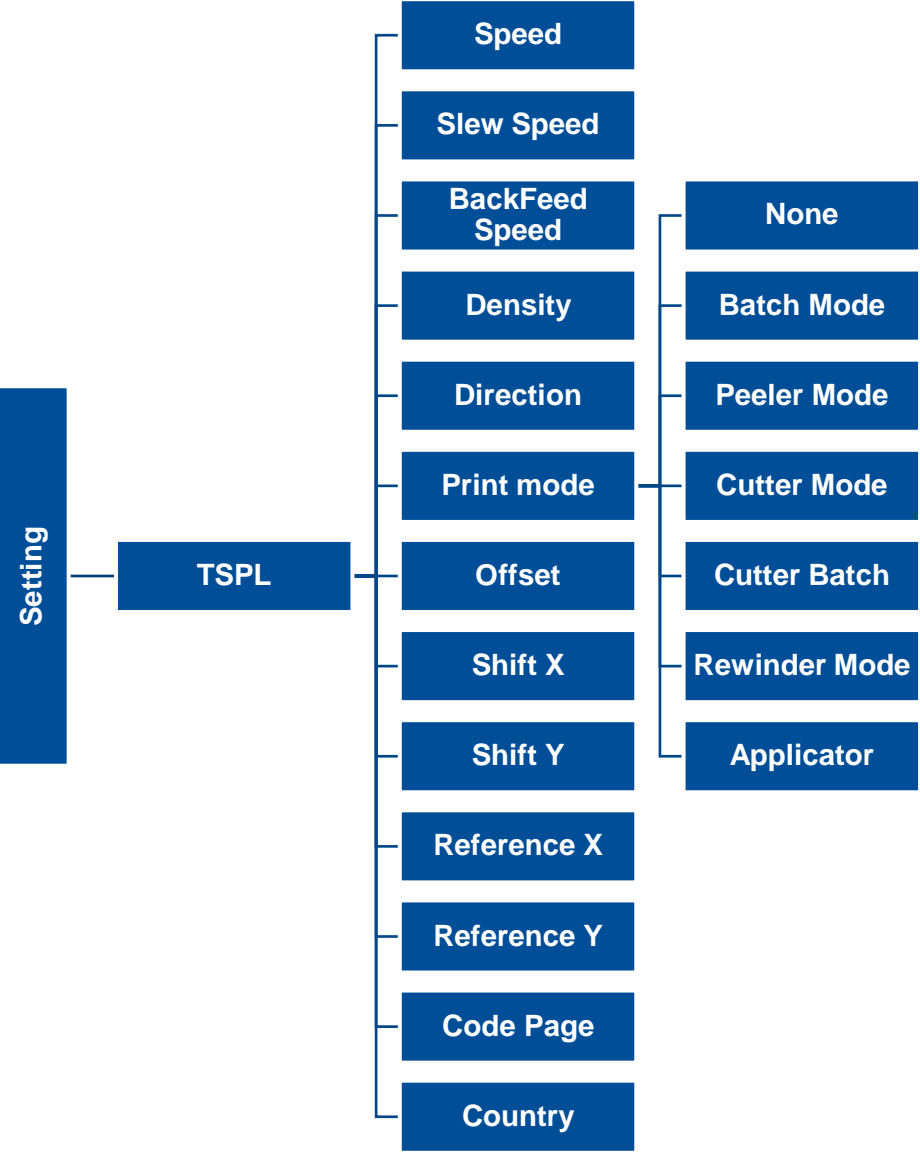 Setting
TSPL
Speed
Slew Speed
BackFeed
Speed
Density
Direction
Print mode
Offset
Shift X
Shift Y
Reference X
Reference Y
Code Page
Country
None
Batch Mode
Peeler Mode
Cutter Mode
Cutter Batch
Rewinder Mode
Applicator